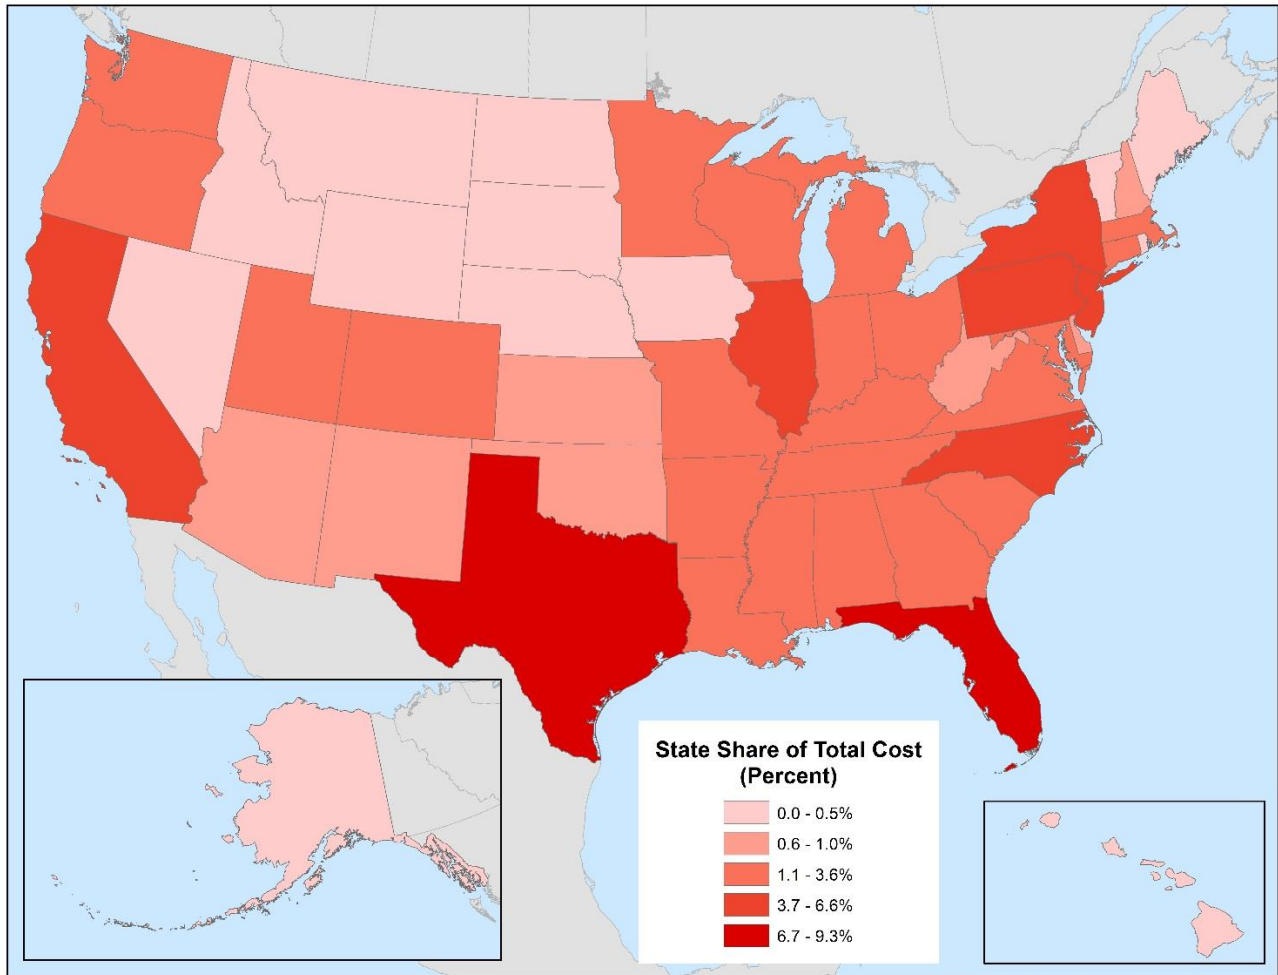 State Share of Total Cost
(Percent)
0.0 - 0.5%
0.6 - 1.0%
1.1 - 3.6%
3.7 - 6.6%
6.7 - 9.3%